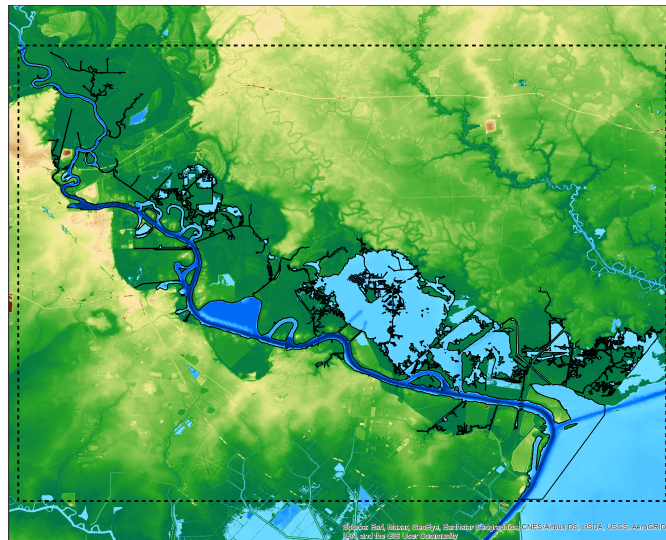 Source: Esri, Maxar, GeoEye, Earthstar Geographics, CNES/Airbus DS, USDA, USGS, AeroGRID,
IGN, and the GIS User Community